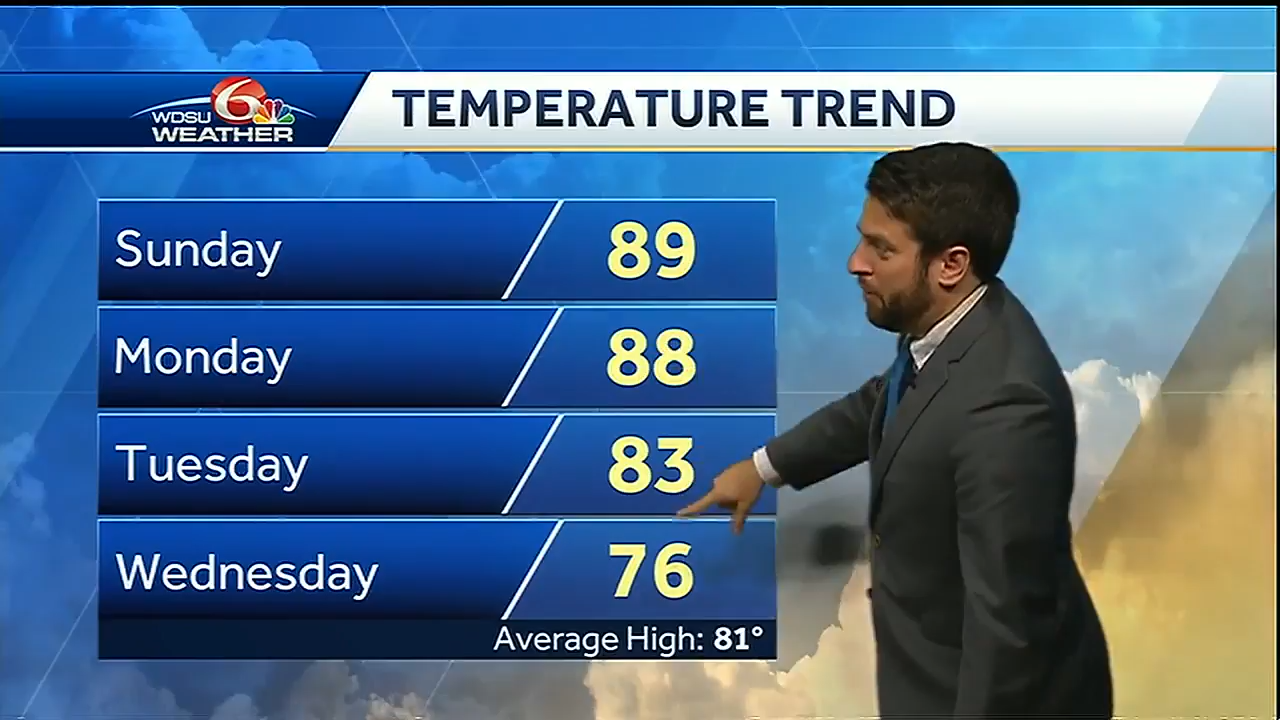 WDSU 6
WEATHER
TEMPERATURE TREND
Sunday 89
Monday 88
Tuesday 83
Wednesday 76
Average High: 81°